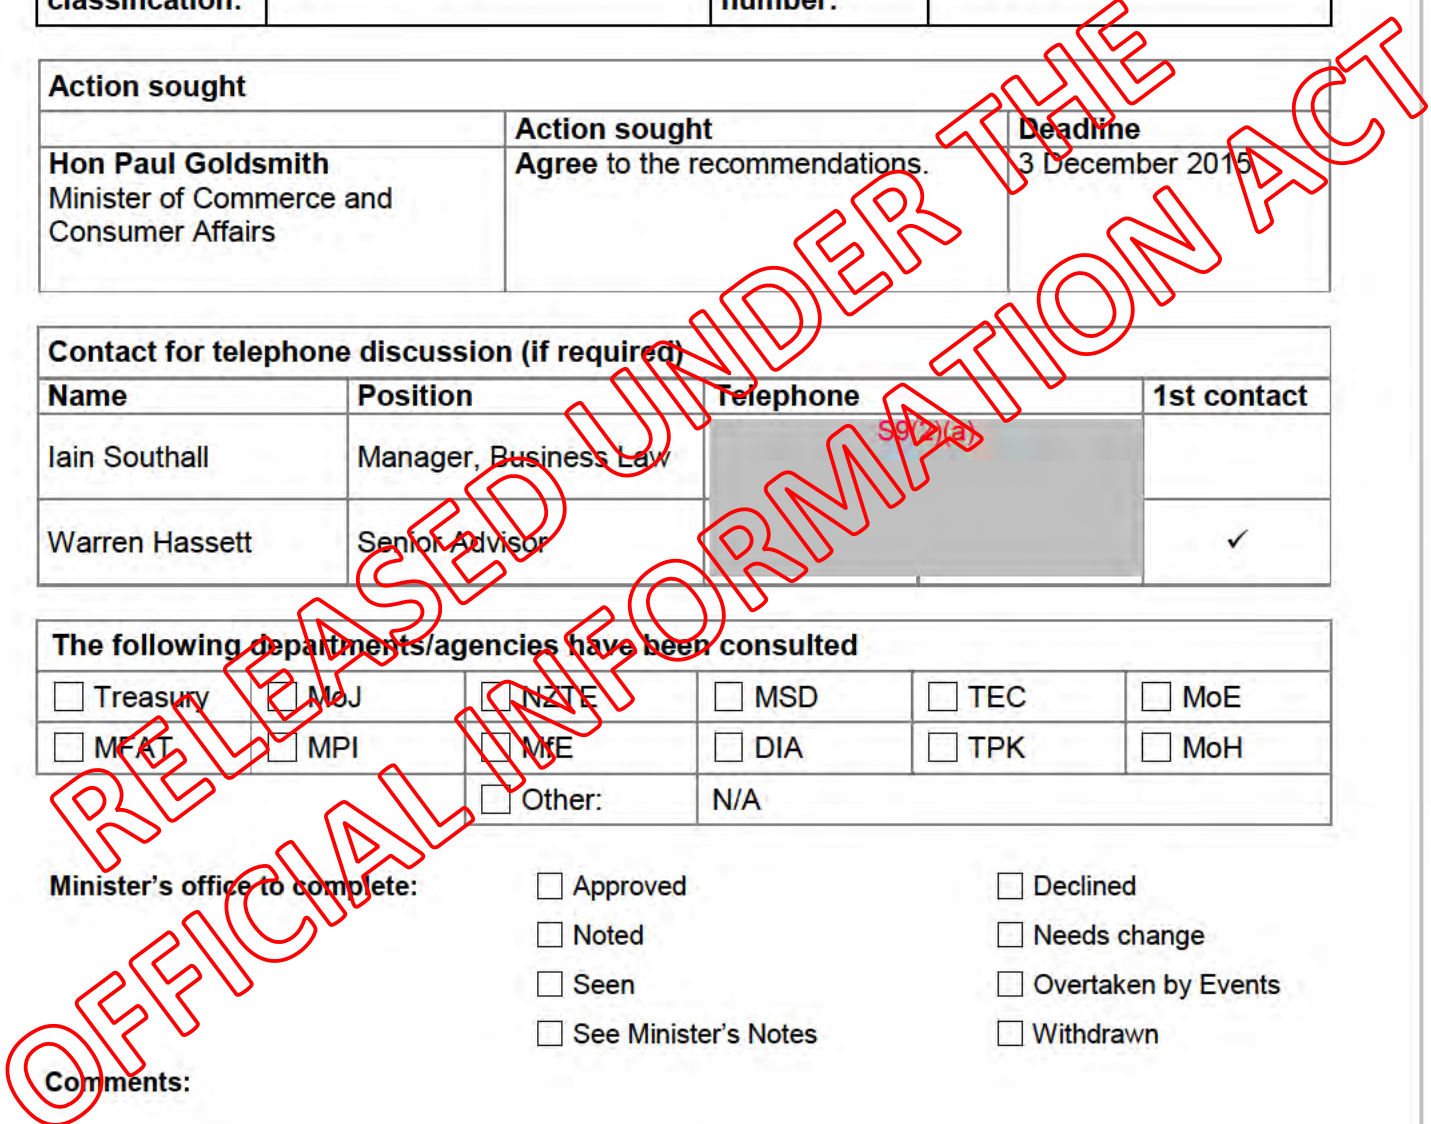 classification:
number:
Action sought
Action sought
Deadline
Hon Paul Goldsmith
Minister of Commerce and
Consumer Affairs
Agree to the recommendations.
3 December 2015
Contact for telephone discussion (if required)
Name
Position
Telephone
1st contact
Iain Southall
Manager, Business Law
S9(2)(a)
Warren Hassett
Senior Advisor
✓
The following departments/agencies have been consulted
☐ Treasury
☐ MoJ
☐ NZTE
☐ MSD
☐ TEC
☐ MoE
☐ MFAT
☐ MPI
☐ MfE
☐ DIA
☐ TPK
☐ MoH
☐ Other:
N/A
Minister's office to complete:
☐ Approved
☐ Declined
☐ Noted
☐ Needs change
☐ Seen
☐ Overtaken by Events
☐ See Minister's Notes
☐ Withdrawn
Comments:
RELEASED UNDER THE
OFFICIAL INFORMATION ACT